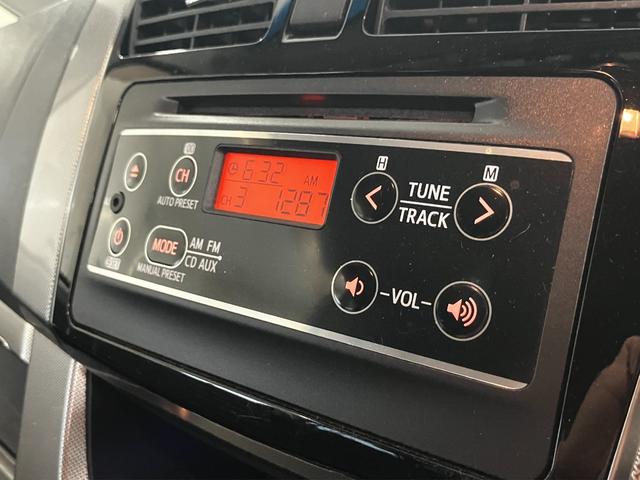 6:32
AM
CH 3 1287
CH
AUTO PRESET
H
M
TUNE
TRACK
MODE
AM FM
CD AUX
MANUAL PRESET
VOL